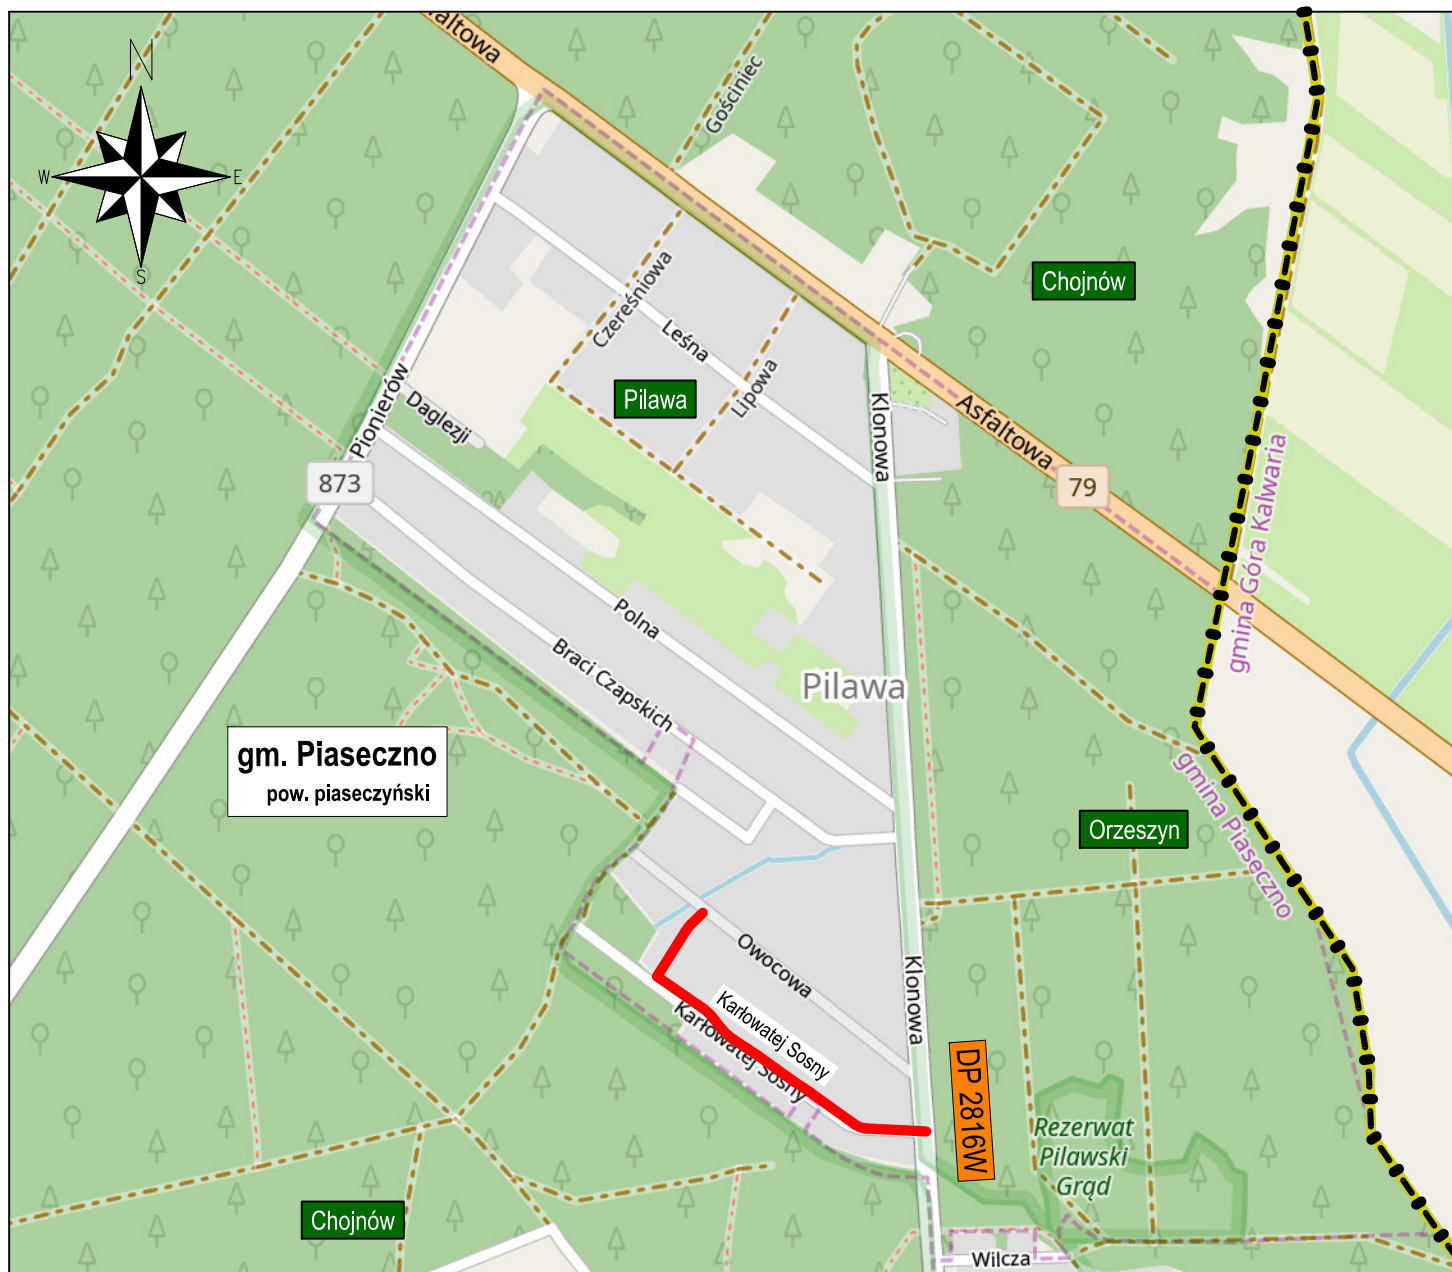 faltowa
N
W
E
S
Gościniec
Chojnów
Czereśniowa
Leśna
Pionierów
Daglezji
Pilawa
Lipowa
Klonowa
Asfaltowa
873
79
gmina Góra Kalwaria
Polna
Braci Czapskich
Pilawa
gm. Piaseczno
pow. piaseczyński
gmina Piaseczno
Orzeszyn
Owocowa
Klonowa
Karłowatej Sosny
Karłowatej Sosny
DP 2816W
Rezerwat
Pilawski
Grąd
Chojnów
Wilcza